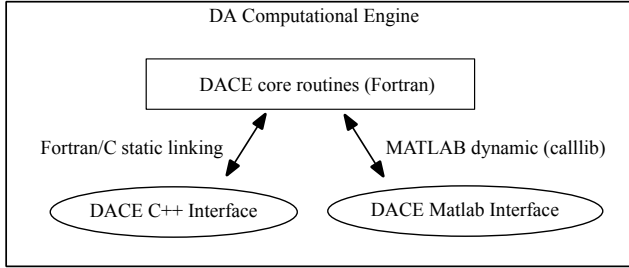 DA Computational Engine
DACE core routines (Fortran)
Fortran/C static linking
MATLAB dynamic (calllib)
DACE C++ Interface
DACE Matlab Interface